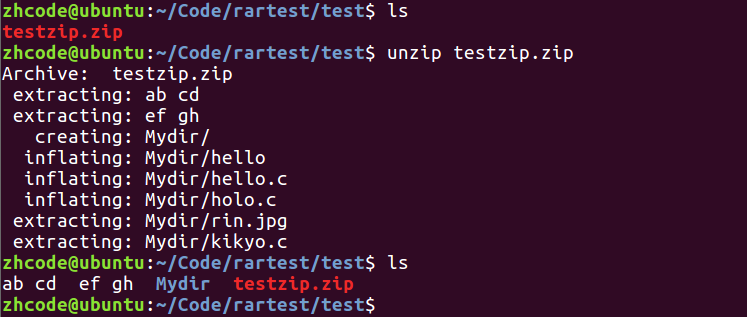 zhcode@ubuntu:~/Code/rartest/test$ ls
testzip.zip
zhcode@ubuntu:~/Code/rartest/test$ unzip testzip.zip
Archive:  testzip.zip
 extracting: ab cd
 extracting: ef gh
   creating: Mydir/
  inflating: Mydir/hello
  inflating: Mydir/hello.c
  inflating: Mydir/holo.c
 extracting: Mydir/rin.jpg
 extracting: Mydir/kikyo.c
zhcode@ubuntu:~/Code/rartest/test$ ls
ab cd  ef gh  Mydir  testzip.zip
zhcode@ubuntu:~/Code/rartest/test$